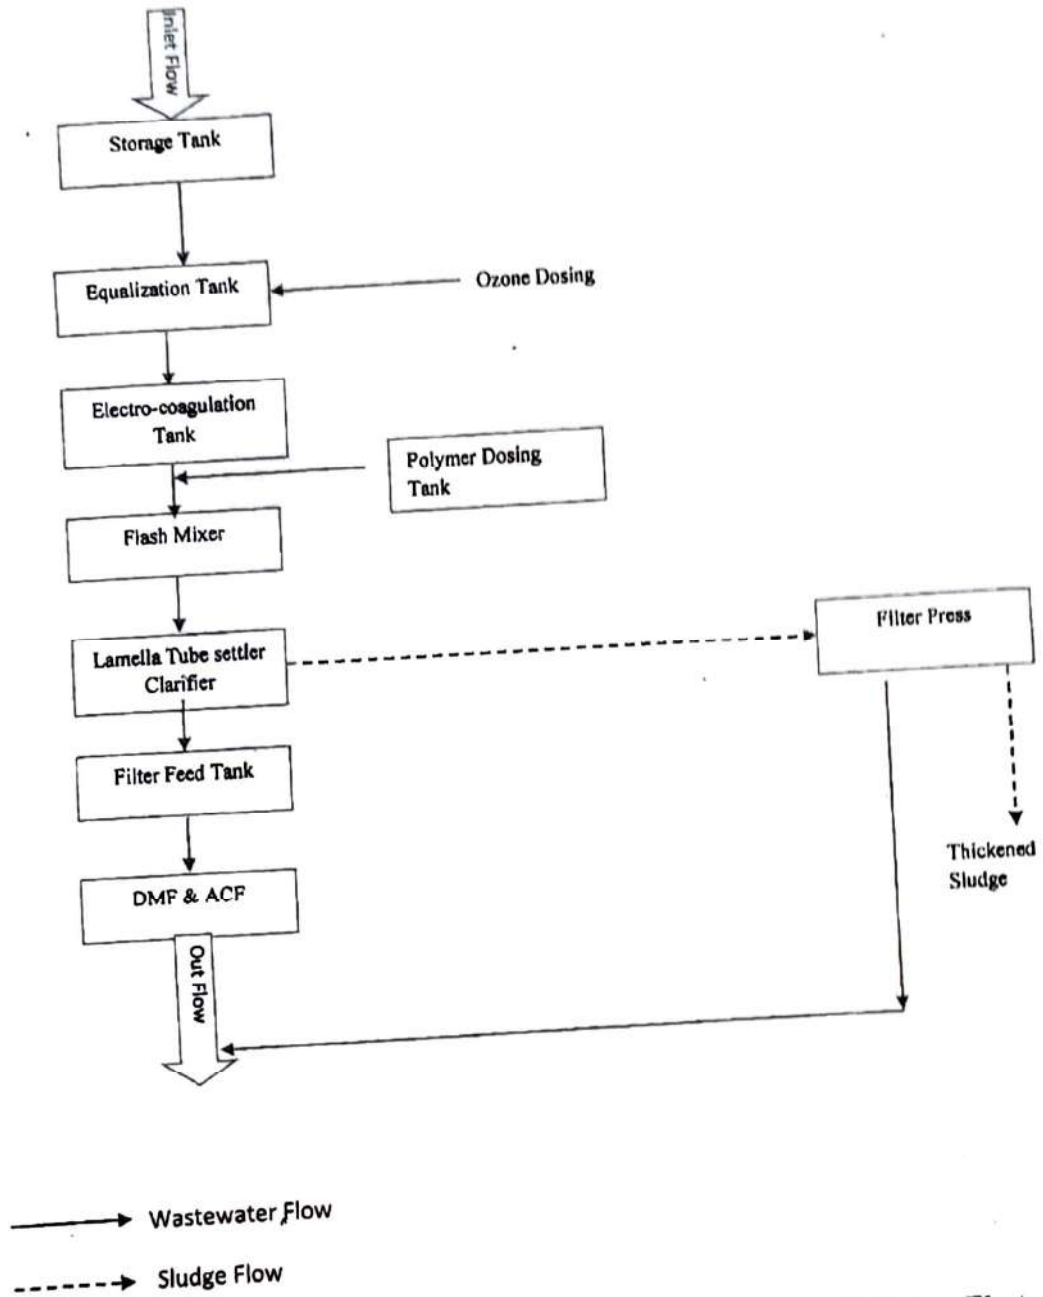 Inlet Flow
Storage Tank
Equalization Tank
Ozone Dosing
Electro-coagulation
Tank
Polymer Dosing
Tank
Flash Mixer
Filter Press
Lamella Tube settler
Clarifier
Filter Feed Tank
Thickened
Sludge
DMF & ACF
Out Flow
Wastewater Flow
Sludge Flow